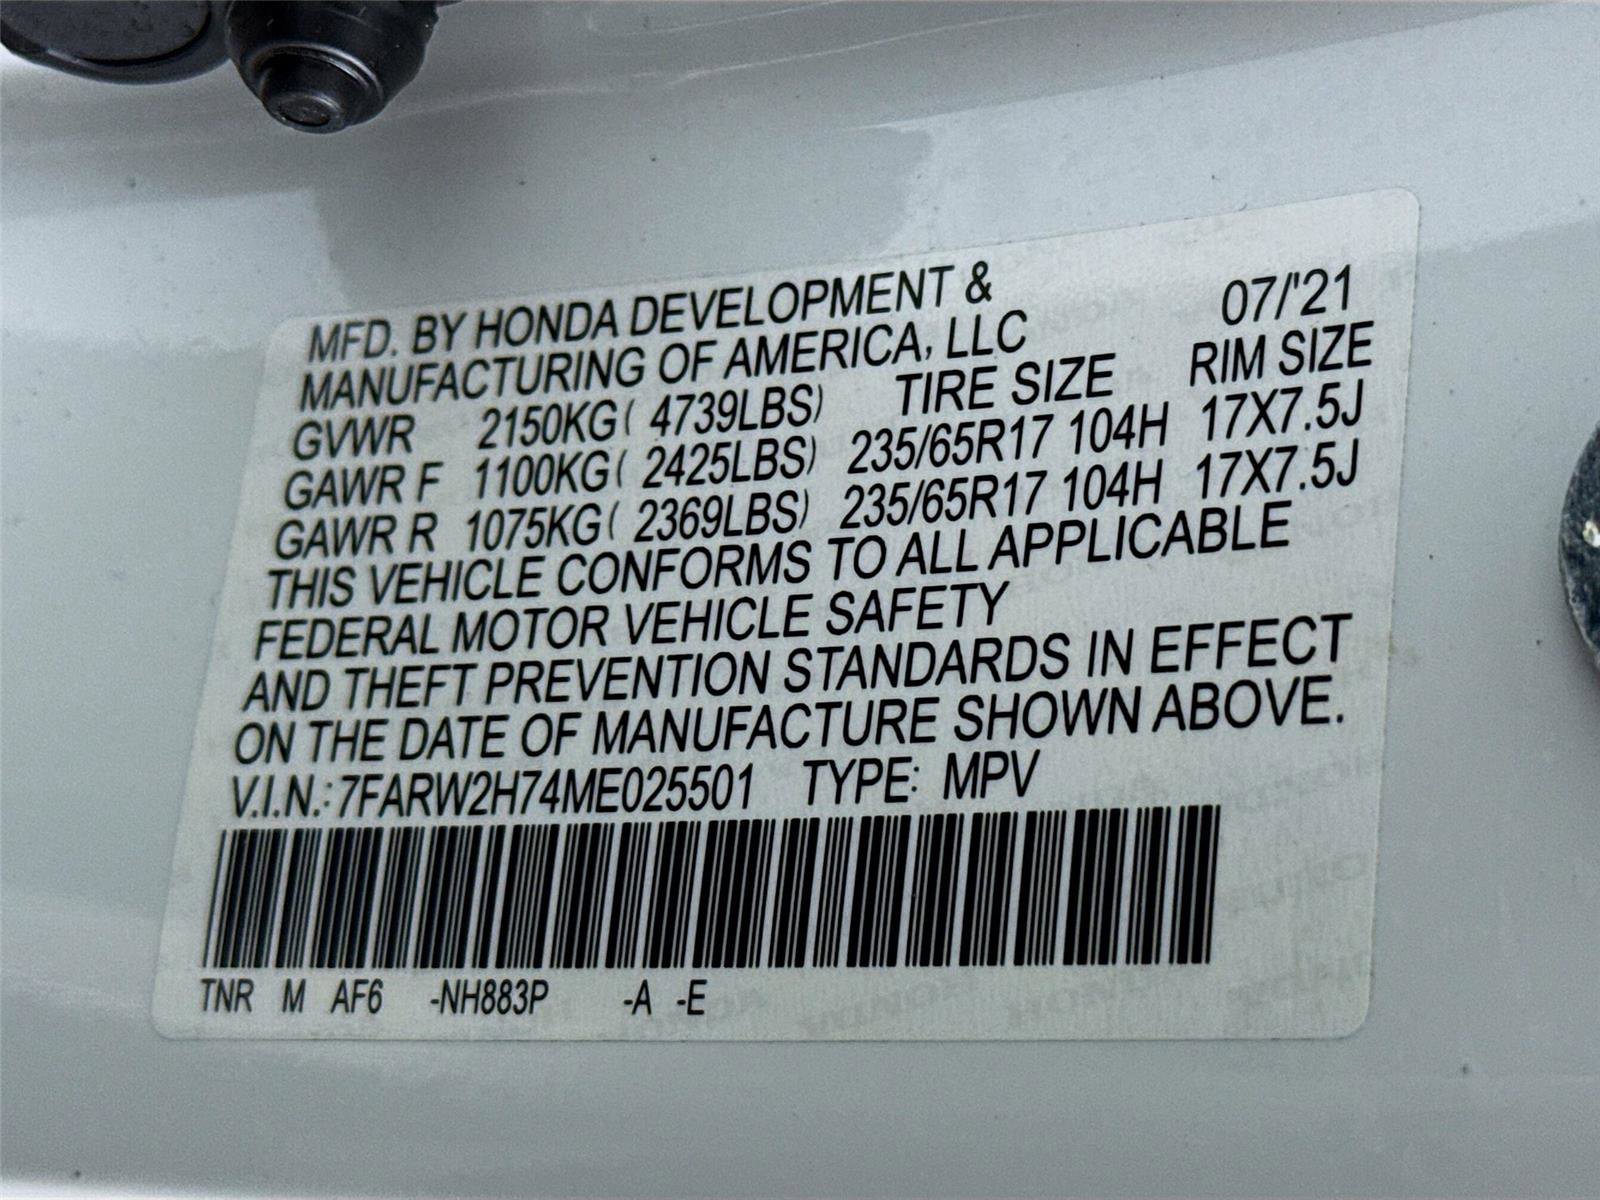 MFD. BY HONDA DEVELOPMENT &
MANUFACTURING OF AMERICA, LLC 07/'21
GVWR 2150KG( 4739LBS) TIRE SIZE RIM SIZE
GAWR F 1100KG( 2425LBS) 235/65R17 104H 17X7.5J
GAWR R 1075KG( 2369LBS) 235/65R17 104H 17X7.5J
THIS VEHICLE CONFORMS TO ALL APPLICABLE
FEDERAL MOTOR VEHICLE SAFETY
AND THEFT PREVENTION STANDARDS IN EFFECT
ON THE DATE OF MANUFACTURE SHOWN ABOVE.
V.I.N.: 7FARW2H74ME025501 TYPE: MPV
TNR M AF6 -NH883P -A -E